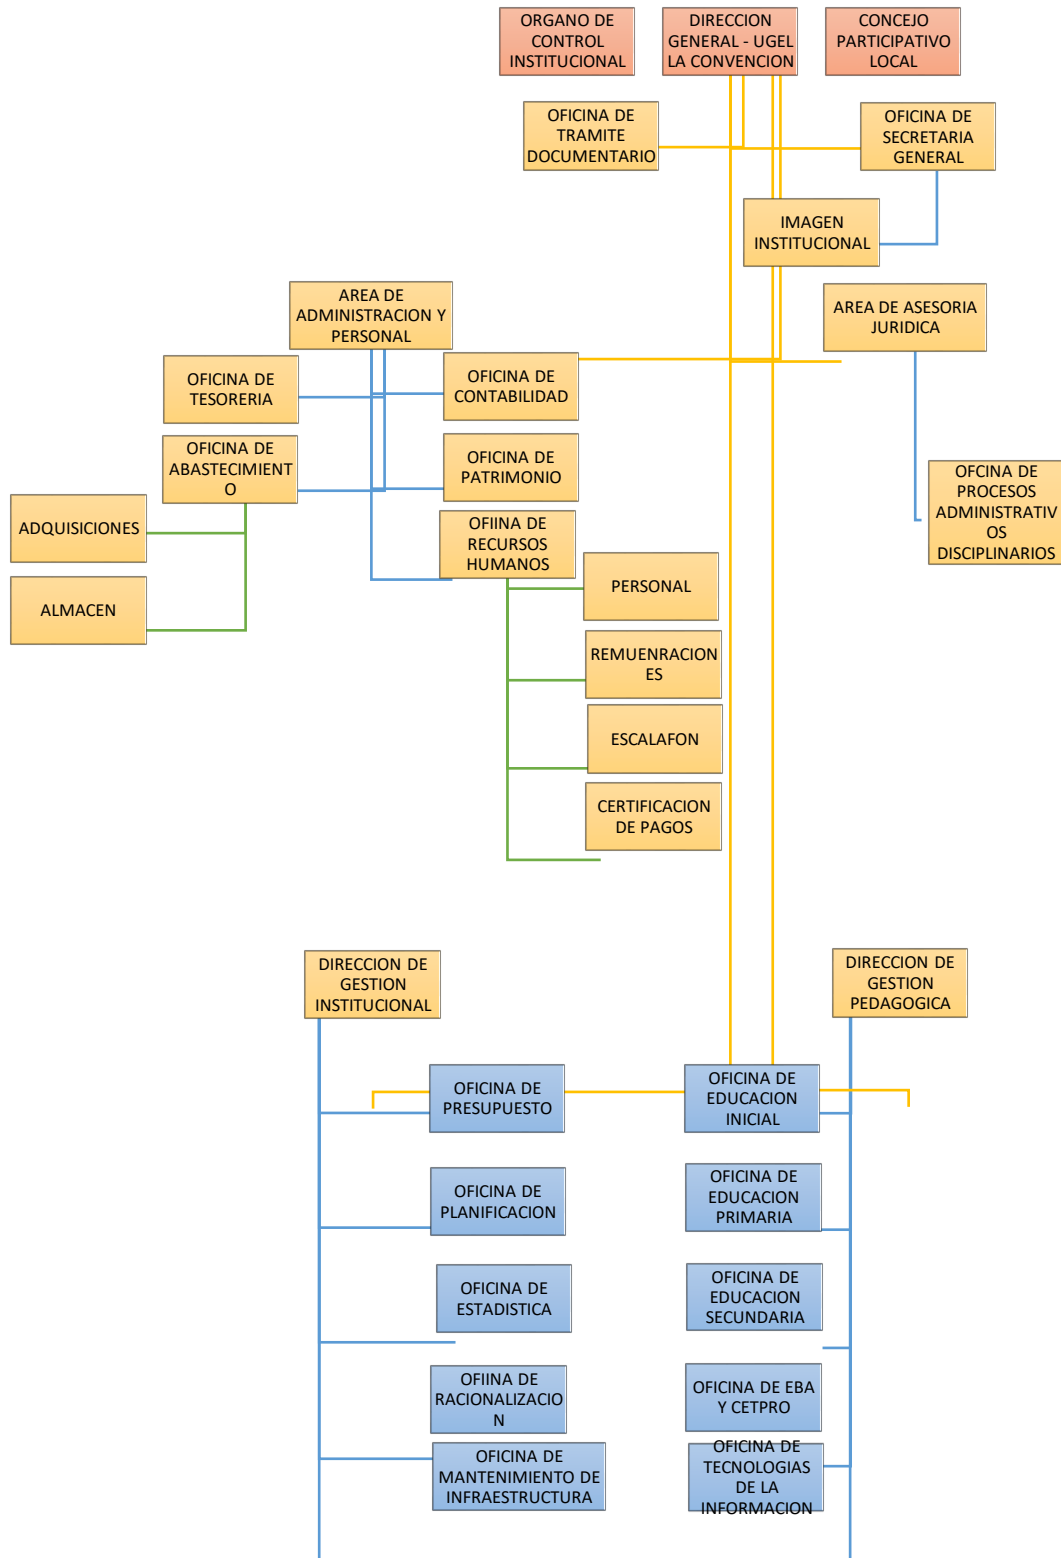 ORGANO DE
CONTROL
INSTITUCIONAL
DIRECCION
GENERAL - UGEL
LA CONVENCION
CONCEJO
PARTICIPATIVO
LOCAL
OFICINA DE
TRAMITE
DOCUMENTARIO
OFICINA DE
SECRETARIA
GENERAL
IMAGEN
INSTITUCIONAL
AREA DE
ADMINISTRACION Y
PERSONAL
AREA DE ASESORIA
JURIDICA
OFICINA DE
TESORERIA
OFICINA DE
CONTABILIDAD
OFICINA DE
ABASTECIMIENT
O
OFICINA DE
PATRIMONIO
OFCINA DE
PROCESOS
ADMINISTRATIV
OS
DISCIPLINARIOS
ADQUISICIONES
OFIINA DE
RECURSOS
HUMANOS
ALMACEN
PERSONAL
REMUENRACION
ES
ESCALAFON
CERTIFICACION
DE PAGOS
DIRECCION DE
GESTION
INSTITUCIONAL
DIRECCION DE
GESTION
PEDAGOGICA
OFICINA DE
PRESUPUESTO
OFICINA DE
EDUCACION
INICIAL
OFICINA DE
PLANIFICACION
OFICINA DE
EDUCACION
PRIMARIA
OFICINA DE
ESTADISTICA
OFICINA DE
EDUCACION
SECUNDARIA
OFIINA DE
RACIONALIZACIO
N
OFICINA DE EBA
Y CETPRO
OFICINA DE
MANTENIMIENTO DE
INFRAESTRUCTURA
OFICINA DE
TECNOLOGIAS
DE LA
INFORMACION